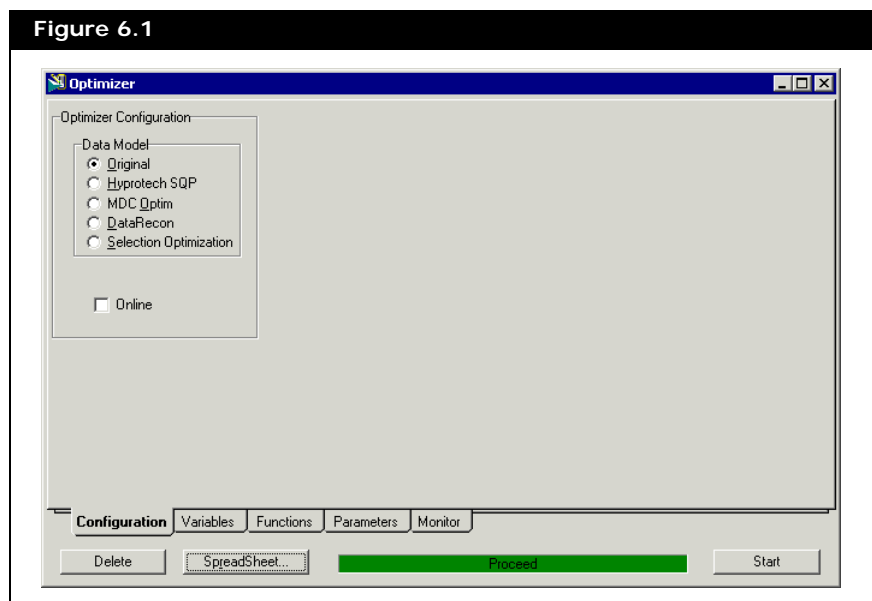 Figure 6.1
Optimizer
Optimizer Configuration
Data Model
Original
Hyprotech SQP
MDC Optim
DataRecon
Selection Optimization
Online
Configuration Variables Functions Parameters Monitor
Delete SpreadSheet... Proceed Start